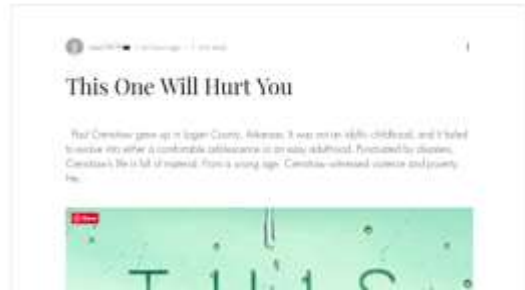 This One Will Hurt You
Paul Crenshaw grew up in Logan County, Arkansas. It was not an idyllic childhood, and it failed
to evolve into either a comfortable adolescence or an easy adulthood. Punctuated by disasters,
Crenshaw's life is full of material. From a young age, Crenshaw witnessed violence and poverty.
He
Save
THIS